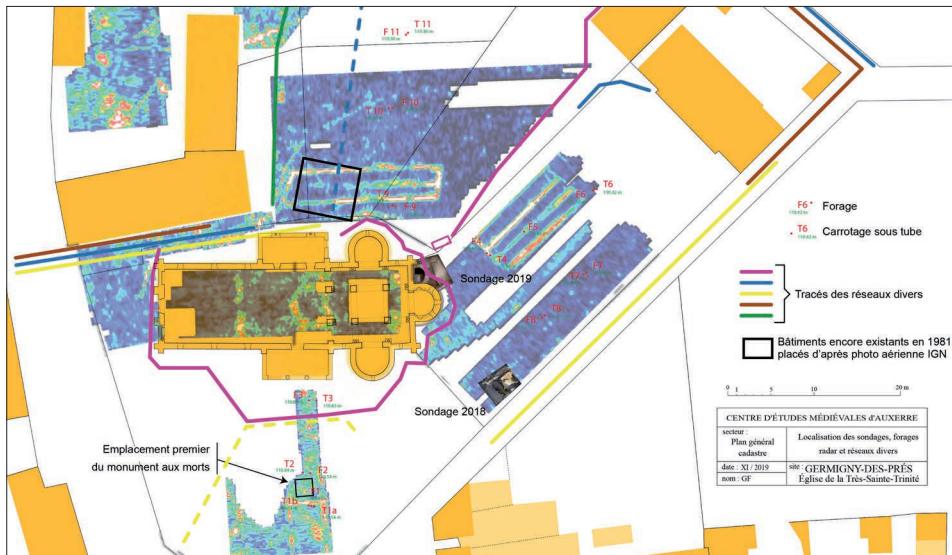 T 11
F 11
F 10
T 10
T 9
F 9
T6
F6
F5
F4
T4
F7
T7
T8
F8
Sondage 2019
Sondage 2018
T3
Emplacement premier
du monument aux morts
T2
F2
T1b
T1a
F6
Forage
T6
Carrotage sous tube
Tracés des réseaux divers
Bâtiments encore existants en 1981
placés d'après photo aérienne IGN
0 1 5 10 20 m
CENTRE D'ÉTUDES MÉDIÉVALES d'AUXERRE
secteur :
Plan général
cadastre
Localisation des sondages, forages
radar et réseaux divers
date : XI / 2019
nom : GF
site : GERMIGNY-DES-PRÉS
Église de la Très-Sainte-Trinité